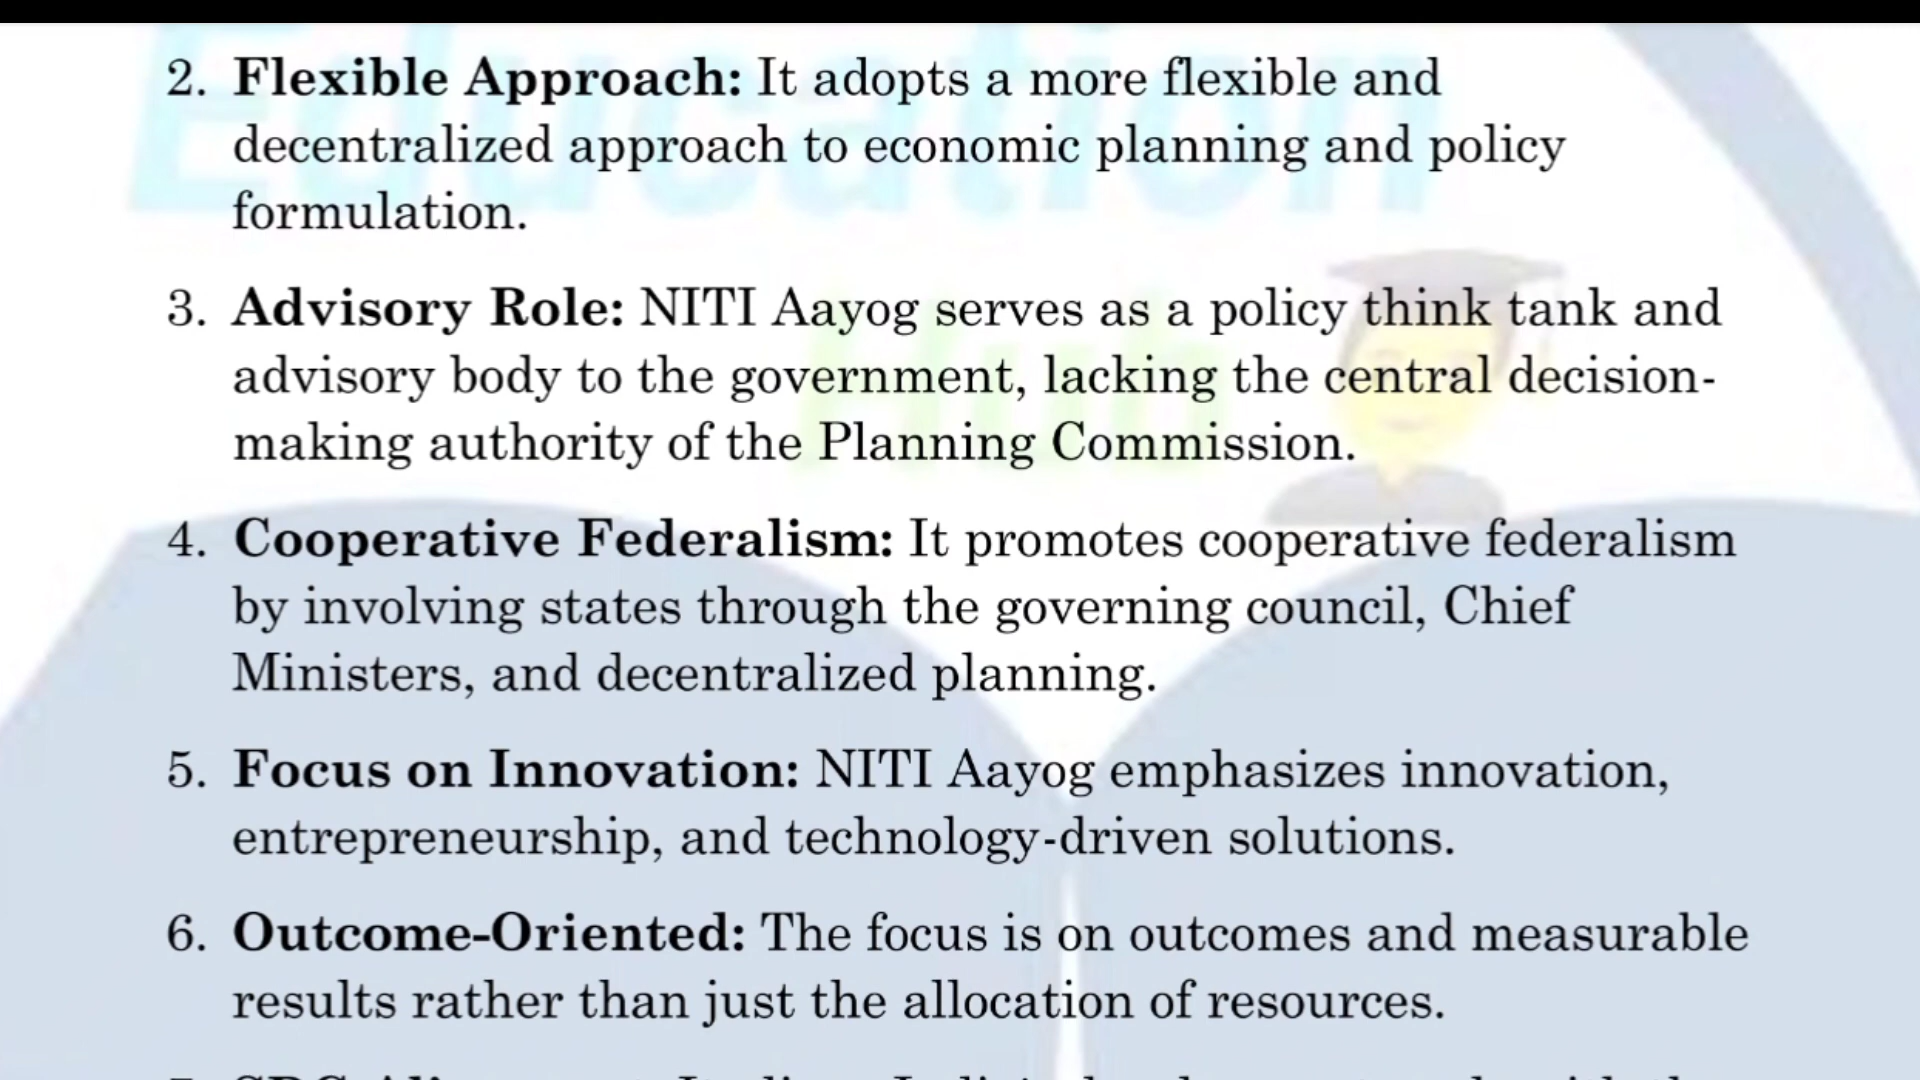 Education
2. Flexible Approach: It adopts a more flexible and
decentralized approach to economic planning and policy
formulation.
Hub
3. Advisory Role: NITI Aayog serves as a policy think tank and
advisory body to the government, lacking the central decision-
making authority of the Planning Commission.
4. Cooperative Federalism: It promotes cooperative federalism
by involving states through the governing council, Chief
Ministers, and decentralized planning.
5. Focus on Innovation: NITI Aayog emphasizes innovation,
entrepreneurship, and technology-driven solutions.
6. Outcome-Oriented: The focus is on outcomes and measurable
results rather than just the allocation of resources.